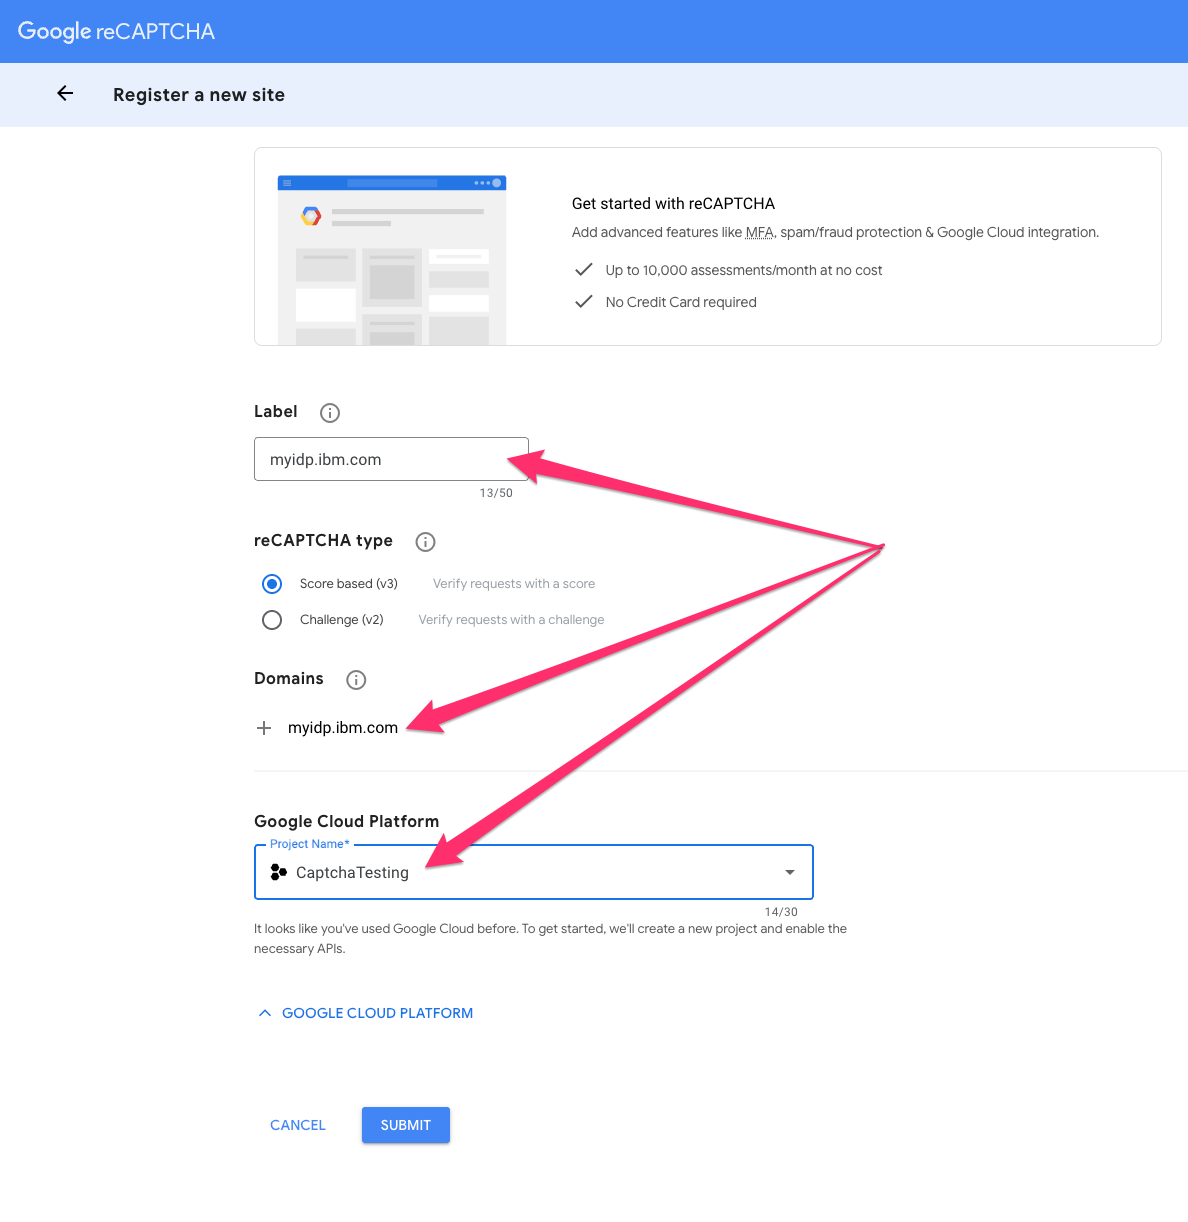 Google reCAPTCHA
Register a new site
Get started with reCAPTCHA
Add advanced features like MFA, spam/fraud protection & Google Cloud integration.
Up to 10,000 assessments/month at no cost
No Credit Card required
Label
myidp.ibm.com
13/50
reCAPTCHA type
Score based (v3) Verify requests with a score
Challenge (v2) Verify requests with a challenge
Domains
myidp.ibm.com
Google Cloud Platform
Project Name*
CaptchaTesting
14/30
It looks like you've used Google Cloud before. To get started, we'll create a new project and enable the
necessary APIs.
GOOGLE CLOUD PLATFORM
CANCEL SUBMIT